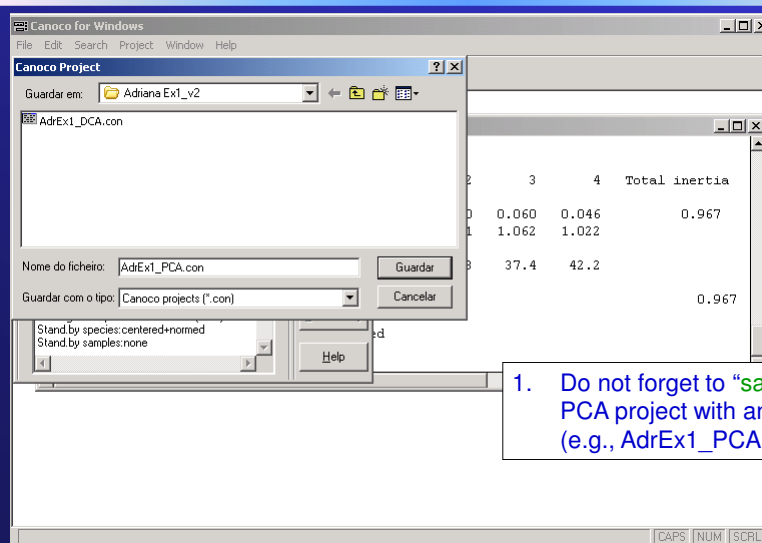 Canoco for Windows
File Edit Search Project Window Help
Canoco Project
Guardar em: Adriana Ex1_v2
AdrEx1_DCA.con
Nome do ficheiro: AdrEx1_PCA.con Guardar
Guardar com o tipo: Canoco projects (*.con) Cancelar
3 4 Total inertia
0.060 0.046 0.967
1.062 1.022
37.4 42.2
0.967
Stand.by species:centered+normed
Stand.by samples:none
Help
1. Do not forget to “sa
PCA project with an
(e.g., AdrEx1_PCA
CAPS NUM SCRL